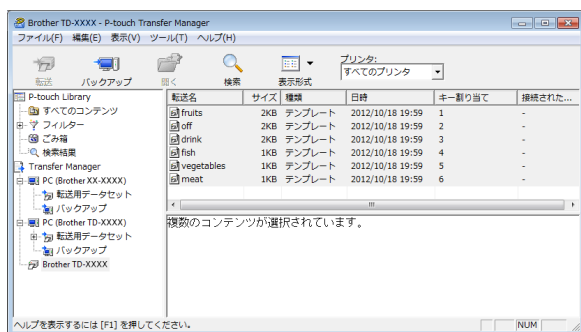 Brother TD-XXXX - P-touch Transfer Manager
ファイル(F) 編集(E) 表示(V) ツール(T) ヘルプ(H)
転送 バックアップ 開く 検索 表示形式
プリンタ:
すべてのプリンタ
P-touch Library
すべてのコンテンツ
フィルター
ごみ箱
検索結果
Transfer Manager
PC (Brother XX-XXXX)
転送用データセット
バックアップ
PC (Brother TD-XXXX)
転送用データセット
バックアップ
Brother TD-XXXX
転送名 サイズ 種類 日時 キー割り当て 接続された...
fruits 2KB テンプレート 2012/10/18 19:59 1 -
off 2KB テンプレート 2012/10/18 19:59 2 -
drink 2KB テンプレート 2012/10/18 19:59 3 -
fish 1KB テンプレート 2012/10/18 19:59 4 -
vegetables 1KB テンプレート 2012/10/18 19:59 5 -
meat 1KB テンプレート 2012/10/18 19:59 6 -
複数のコンテンツが選択されています。
ヘルプを表示するには [F1] を押してください。 NUM